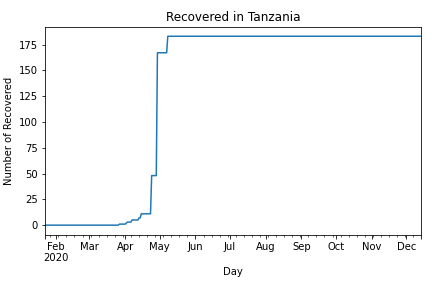 Recovered in Tanzania
Number of Recovered
175
150
125
100
75
50
25
0
Feb Mar Apr May Jun Jul Aug Sep Oct Nov Dec
2020
Day